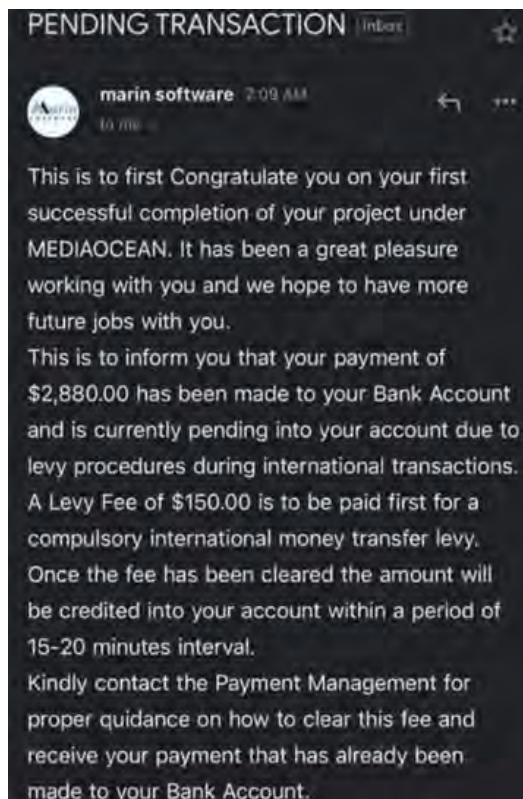 PENDING TRANSACTION Inbox
marin software 2:09 AM
to me
This is to first Congratulate you on your first
successful completion of your project under
MEDIAOCEAN. It has been a great pleasure
working with you and we hope to have more
future jobs with you.
This is to inform you that your payment of
$2,880.00 has been made to your Bank Account
and is currently pending into your account due to
levy procedures during international transactions.
A Levy Fee of $150.00 is to be paid first for a
compulsory international money transfer levy.
Once the fee has been cleared the amount will
be credited into your account within a period of
15-20 minutes interval.
Kindly contact the Payment Management for
proper quidance on how to clear this fee and
receive your payment that has already been
made to your Bank Account.